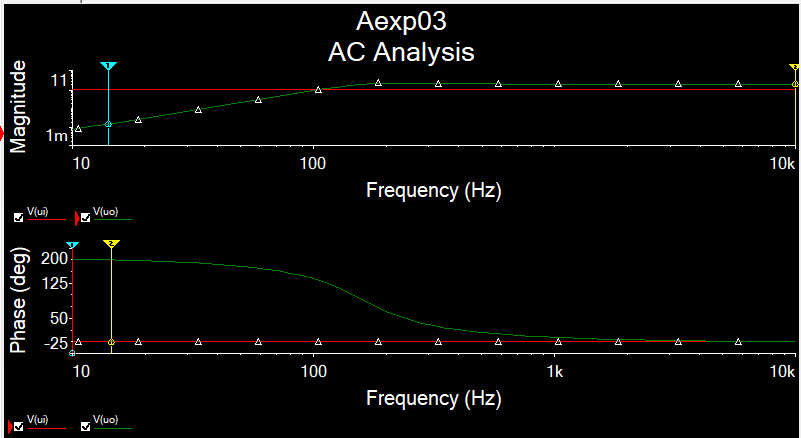 Aexp03
AC Analysis
Magnitude
11
1m
10
100
10k
Frequency (Hz)
V(ui)
V(uo)
Phase (deg)
200
125
50
-25
10
100
1k
10k
Frequency (Hz)
V(ui)
V(uo)